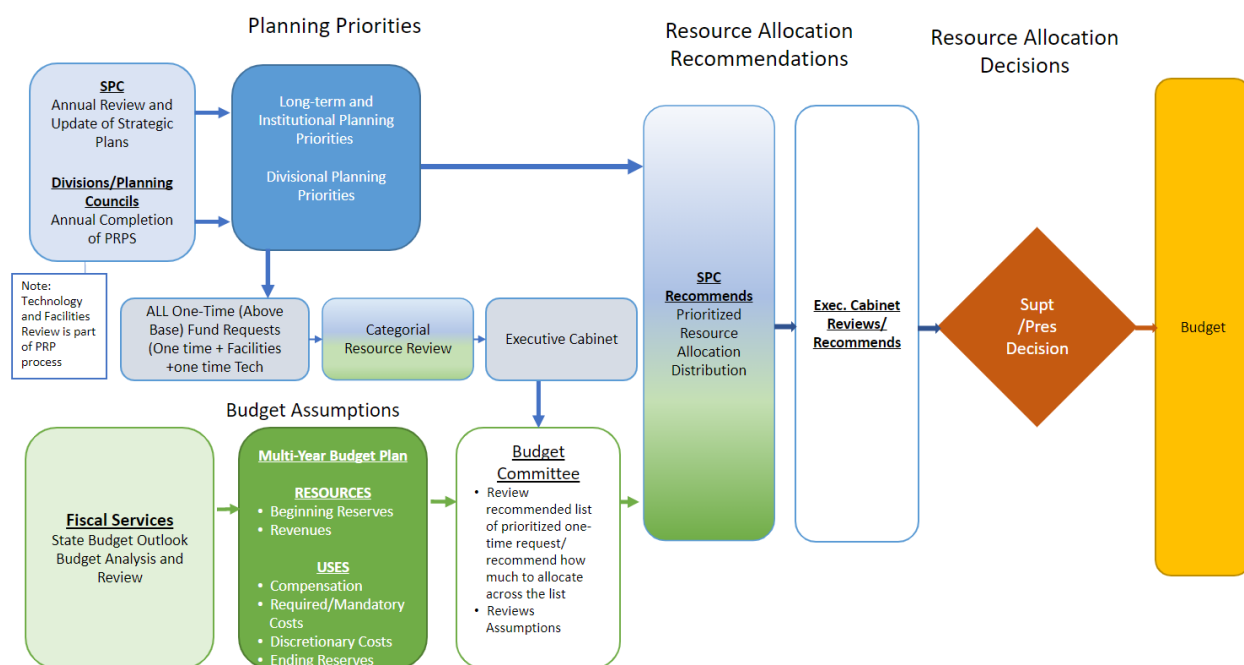 Planning Priorities
Resource Allocation
Recommendations
Resource Allocation
Decisions
SPC
Annual Review and
Update of Strategic
Plans
Divisions/Planning
Councils
Annual Completion
of PRPS
Long-term and
Institutional Planning
Priorities
Divisional Planning
Priorities
Note:
Technology
and Facilities
Review is part
of PRP
process
ALL One-Time (Above
Base) Fund Requests
(One time + Facilities
+one time Tech
Categorial
Resource Review
Executive Cabinet
SPC
Recommends
Prioritized
Resource
Allocation
Distribution
Exec. Cabinet
Reviews/
Recommends
Supt
/Pres
Decision
Budget
Budget Assumptions
Fiscal Services
State Budget Outlook
Budget Analysis and
Review
Multi-Year Budget Plan
RESOURCES
• Beginning Reserves
• Revenues
USES
• Compensation
• Required/Mandatory
Costs
• Discretionary Costs
• Ending Reserves
Budget
Committee
• Review
recommended list
of prioritized one-
time request/
recommend how
much to allocate
across the list
• Reviews
Assumptions